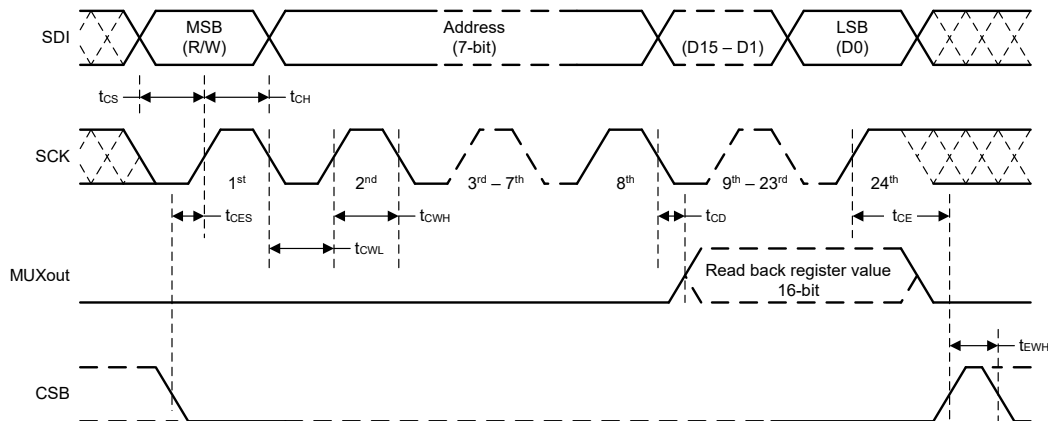 SDI
MSB
(R/W)
Address
(7-bit)
(D15 – D1)
LSB
(D0)
tCS
tCH
SCK
1st
2nd
3rd – 7th
8th
9th – 23rd
24th
tCES
tCWH
tCD
tCE
tCWL
MUXout
Read back register value
16-bit
tEWH
CSB